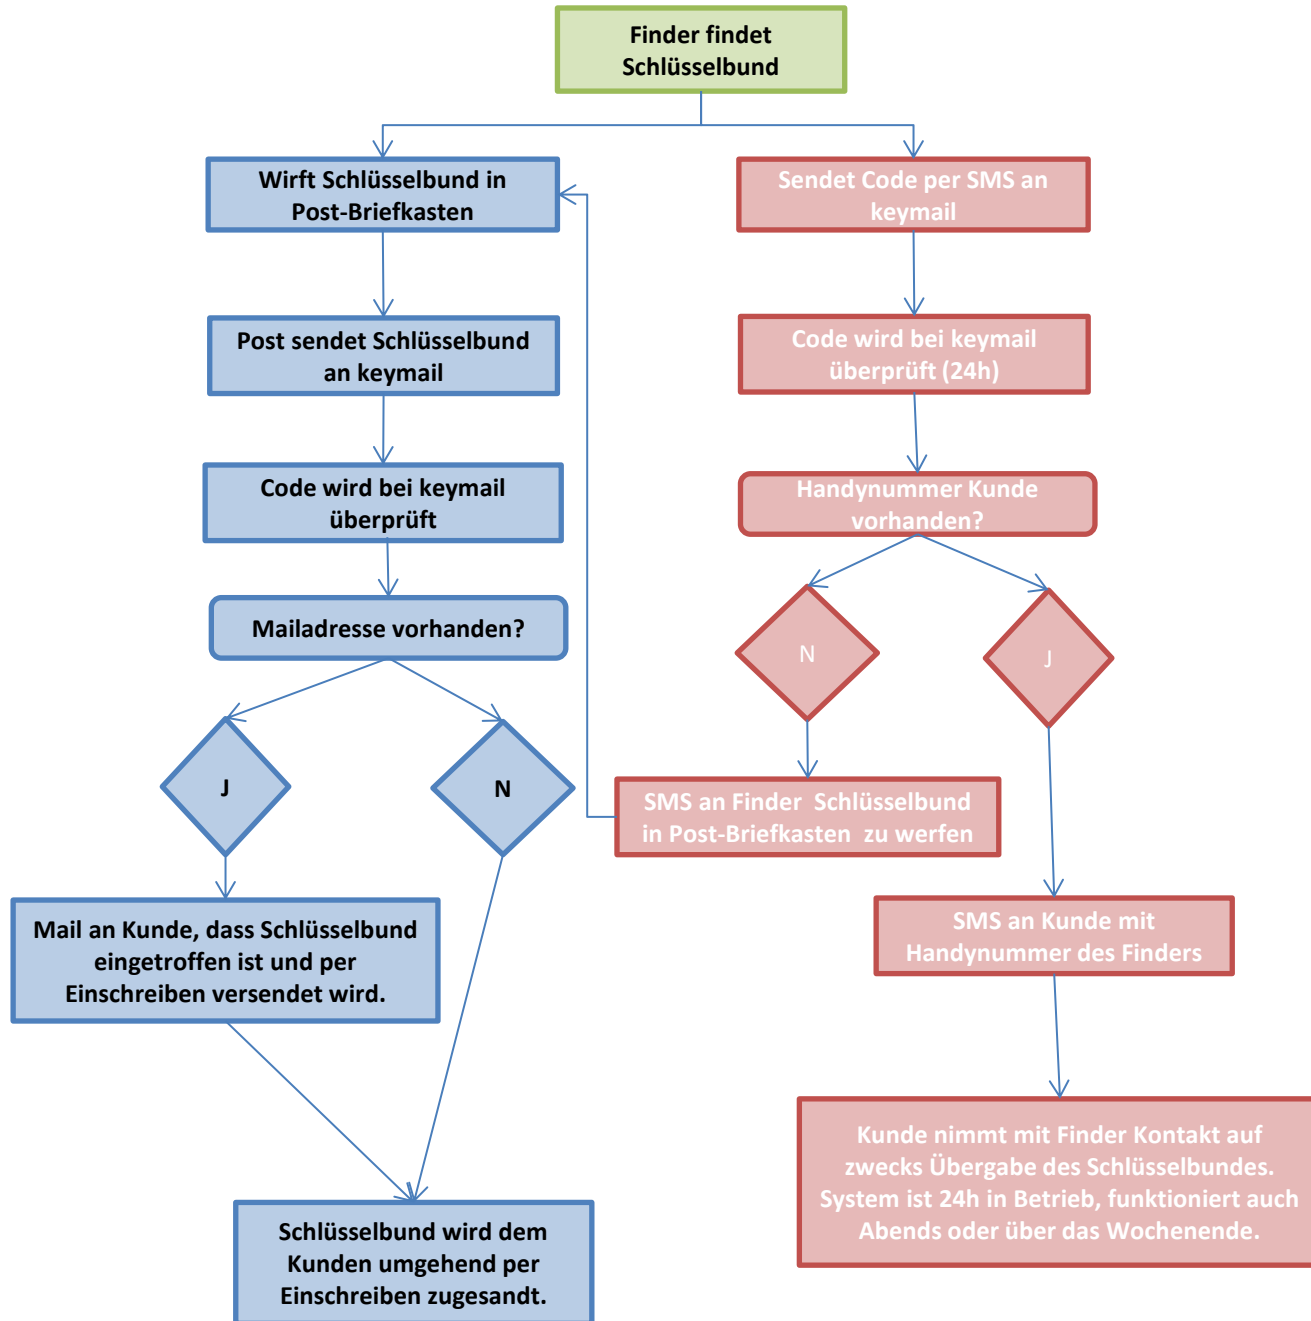 Finder findet
Schlüsselbund
Wirft Schlüsselbund in
Post-Briefkasten
Sendet Code per SMS an
keymail
Post sendet Schlüsselbund
an keymail
Code wird bei keymail
überprüft (24h)
Code wird bei keymail
überprüft
Handynummer Kunde
vorhanden?
Mailadresse vorhanden?
N
J
J
N
SMS an Finder  Schlüsselbund
in Post-Briefkasten  zu werfen
Mail an Kunde, dass Schlüsselbund
eingetroffen ist und per
Einschreiben versendet wird.
SMS an Kunde mit
Handynummer des Finders
Kunde nimmt mit Finder Kontakt auf
zwecks Übergabe des Schlüsselbundes.
System ist 24h in Betrieb, funktioniert auch
Abends oder über das Wochenende.
Schlüsselbund wird dem
Kunden umgehend per
Einschreiben zugesandt.